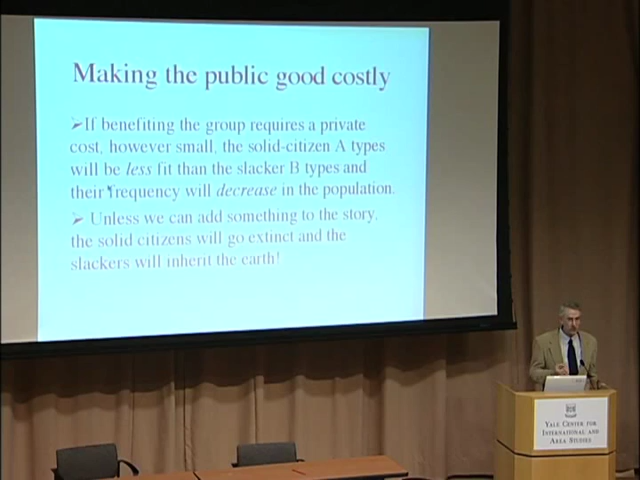 Making the public good costly
➢If benefiting the group requires a private
cost, however small, the solid-citizen A types
will be less fit than the slacker B types and
their frequency will decrease in the population.
➢ Unless we can add something to the story,
the solid citizens will go extinct and the
slackers will inherit the earth!
YALE CENTER FOR
INTERNATIONAL AND
AREA STUDIES